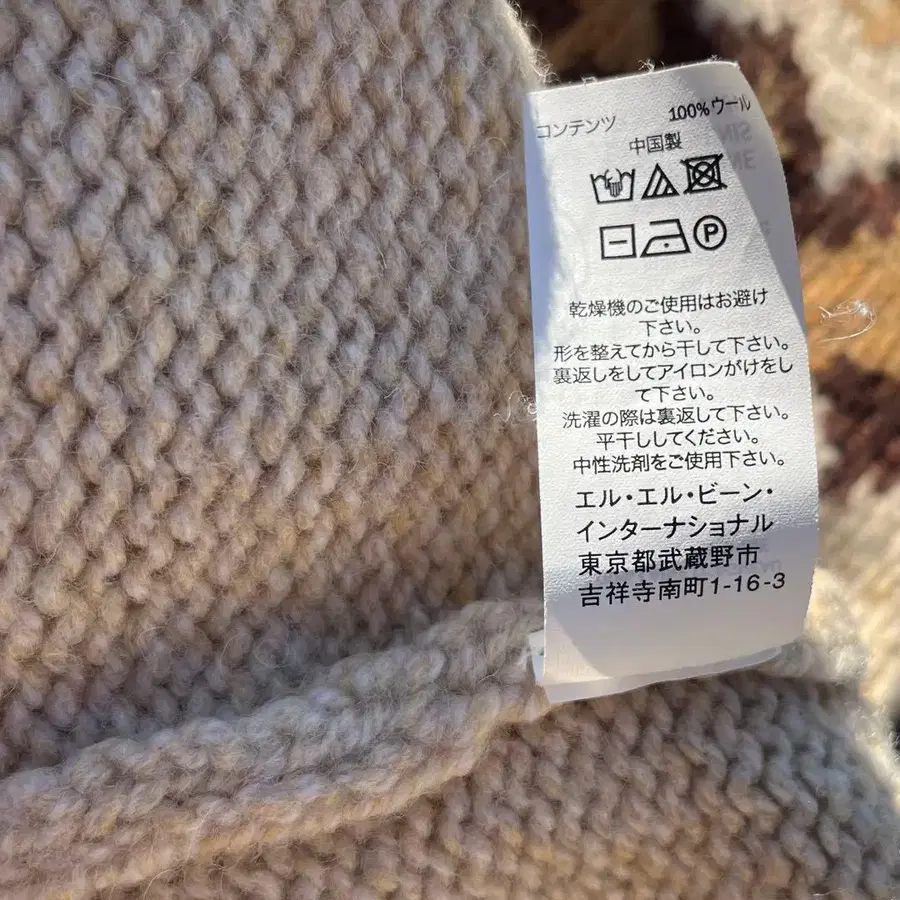 コンテンツ 100%ウール
中国製
P
乾燥機のご使用はお避け
下さい。
形を整えてから干して下さい。
裏返しをしてアイロンがけをし
て下さい。
洗濯の際は裏返して下さい。
平干ししてください。
中性洗剤をご使用下さい。
エル・エル・ビーン・
インターナショナル
東京都武蔵野市
吉祥寺南町1-16-3